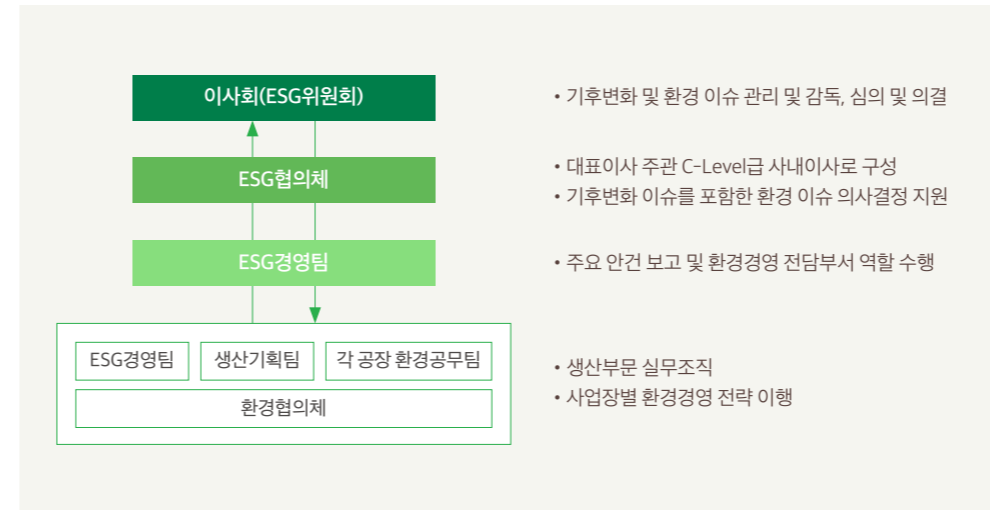 이사회(ESG위원회)
• 기후변화 및 환경 이슈 관리 및 감독, 심의 및 의결
ESG협의체
• 대표이사 주관 C-Level급 사내이사로 구성
• 기후변화 이슈를 포함한 환경 이슈 의사결정 지원
ESG경영팀
• 주요 안건 보고 및 환경경영 전담부서 역할 수행
ESG경영팀
생산기획팀
각 공장 환경공무팀
환경협의체
• 생산부문 실무조직
• 사업장별 환경경영 전략 이행